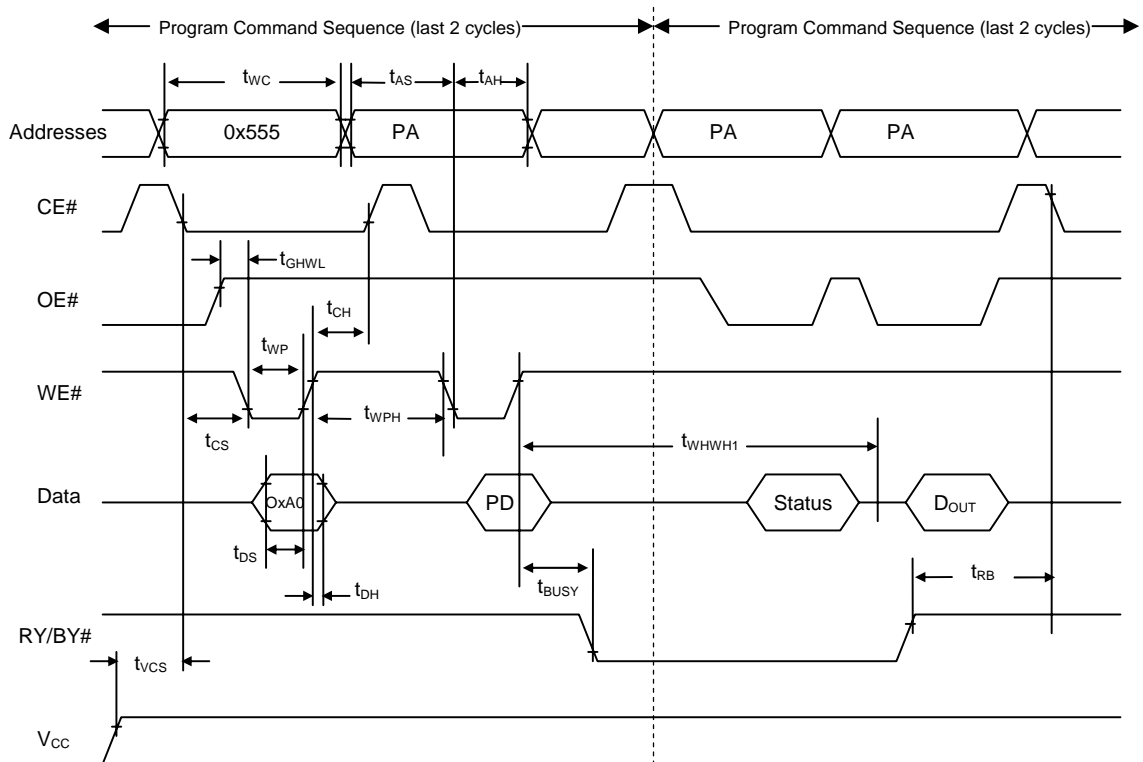 Program Command Sequence (last 2 cycles) Program Command Sequence (last 2 cycles)
tWC tAS tAH
Addresses 0x555 PA PA PA
CE#
tGHWL
OE#
tCH
tWP
WE#
tCS tWPH tWHWH1
Data OxA0 PD Status DOUT
tDS tDH tBUSY tRB
RY/BY#
tVCS
VCC